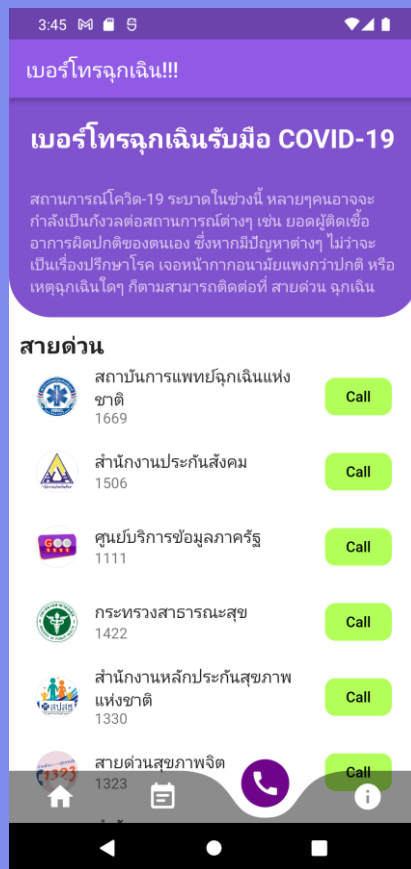 3:45
เบอร์โทรฉุกเฉิน!!!
เบอร์โทรฉุกเฉินรับมือ COVID-19
สถานการณ์โควิด-19 ระบาดในช่วงนี้ หลายๆคนอาจจะ
กำลังเป็นกังวลต่อสถานการณ์ต่างๆ เช่น ยอดผู้ติดเชื้อ
อาการผิดปกติของตนเอง ซึ่งหากมีปัญหาต่างๆ ไม่ว่าจะ
เป็นเรื่องปรึกษาโรค เจอหน้ากากอนามัยแพงกว่าปกติ หรือ
เหตุฉุกเฉินใดๆ ก็ตามสามารถติดต่อที่ สายด่วน ฉุกเฉิน
สายด่วน
สถาบันการแพทย์ฉุกเฉินแห่ง
ชาติ
1669
Call
สำนักงานประกันสังคม
1506
Call
ศูนย์บริการข้อมูลภาครัฐ
1111
Call
กระทรวงสาธารณะสุข
1422
Call
สำนักงานหลักประกันสุขภาพ
แห่งชาติ
1330
Call
สปสช
สายด่วนสุขภาพจิต
1323
Call
1323